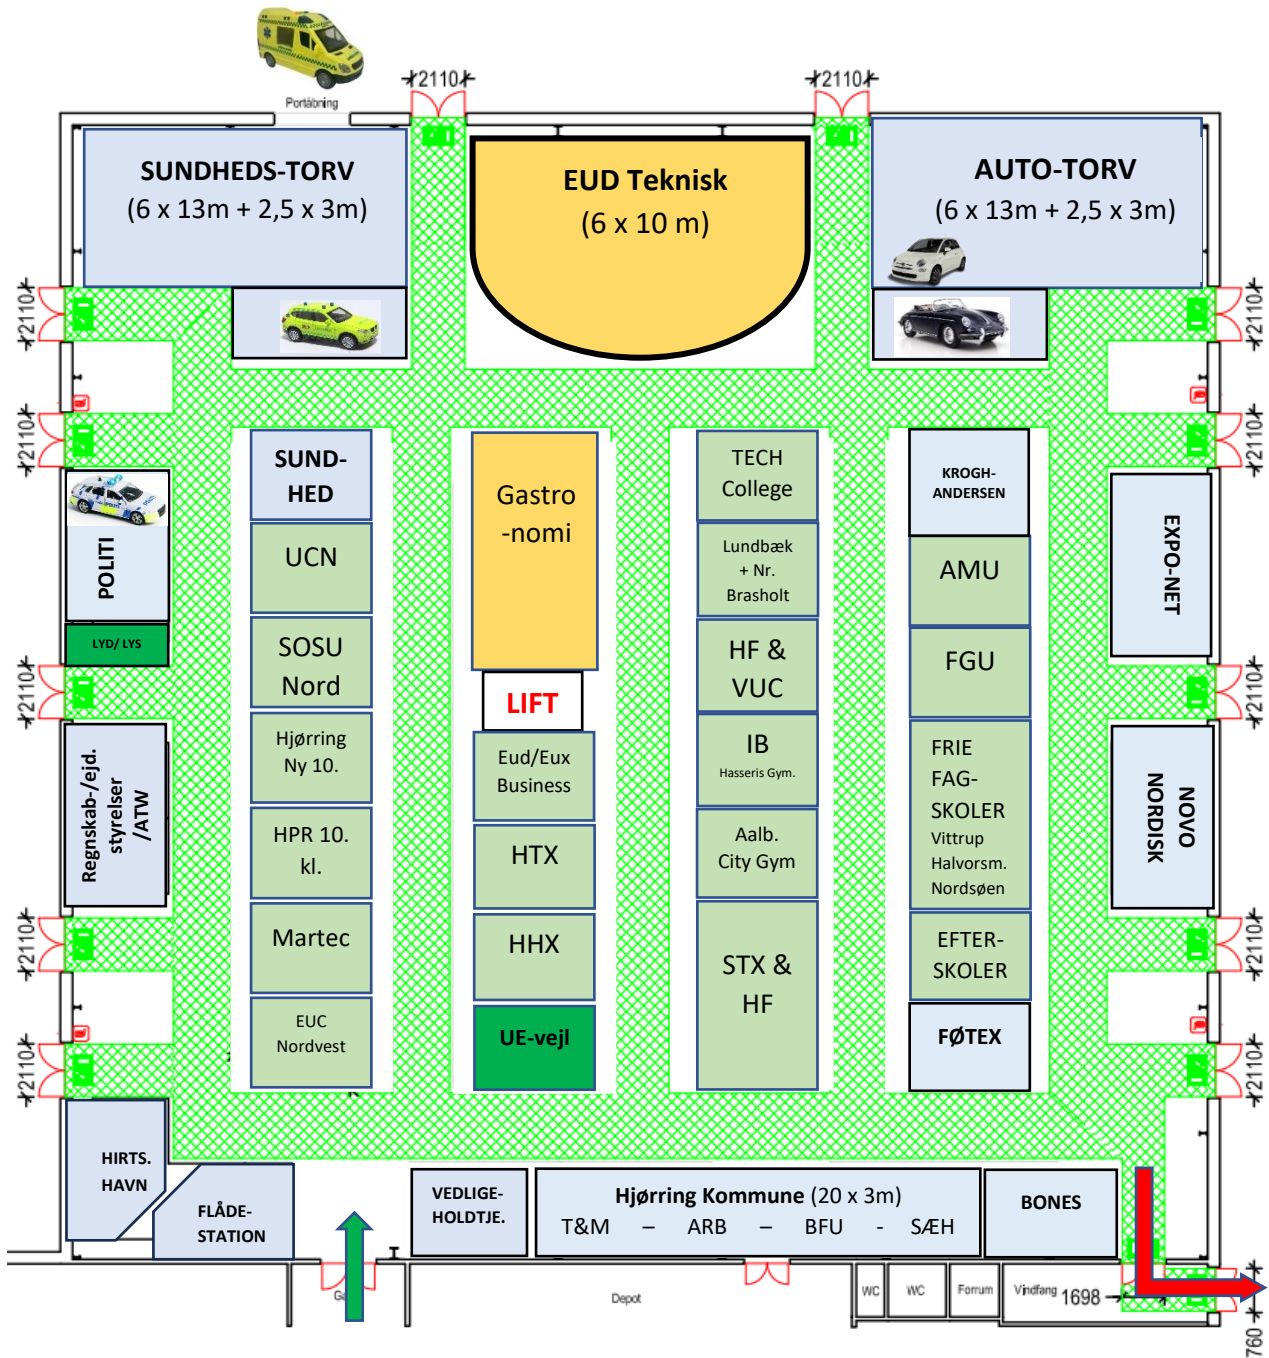 Portåbning
2110
2110
SUNDHEDS-TORV
(6 x 13m + 2,5 x 3m)
EUD Teknisk
(6 x 10 m)
AUTO-TORV
(6 x 13m + 2,5 x 3m)
2110
2110
2110
2110
SUND-
HED
UCN
SOSU
Nord
Hjørring
Ny 10.
HPR 10.
kl.
Martec
EUC
Nordvest
Gastro
-nomi
LIFT
Eud/Eux
Business
HTX
HHX
UE-vejl
TECH
College
Lundbæk
+ Nr.
Brasholt
HF &
VUC
IB
Hasseris Gym.
Aalb.
City Gym
STX &
HF
KROGH-
ANDERSEN
AMU
FGU
FRIE
FAG-
SKOLER
Vittrup
Halvorsm.
Nordsøen
EFTER-
SKOLER
FØTEX
POLITI
LYD/ LYS
EXPO-NET
2110
2110
Regnskab-/ejd.
styrelser
/ATW
NOVO
NORDISK
2110
2110
2110
2110
HIRTS.
HAVN
FLÅDE-
STATION
VEDLIGE-
HOLDTJE.
Hjørring Kommune (20 x 3m)
T&M – ARB – BFU - SÆH
BONES
Depot
WC
WC
Forrum
Vindfang
1698
760